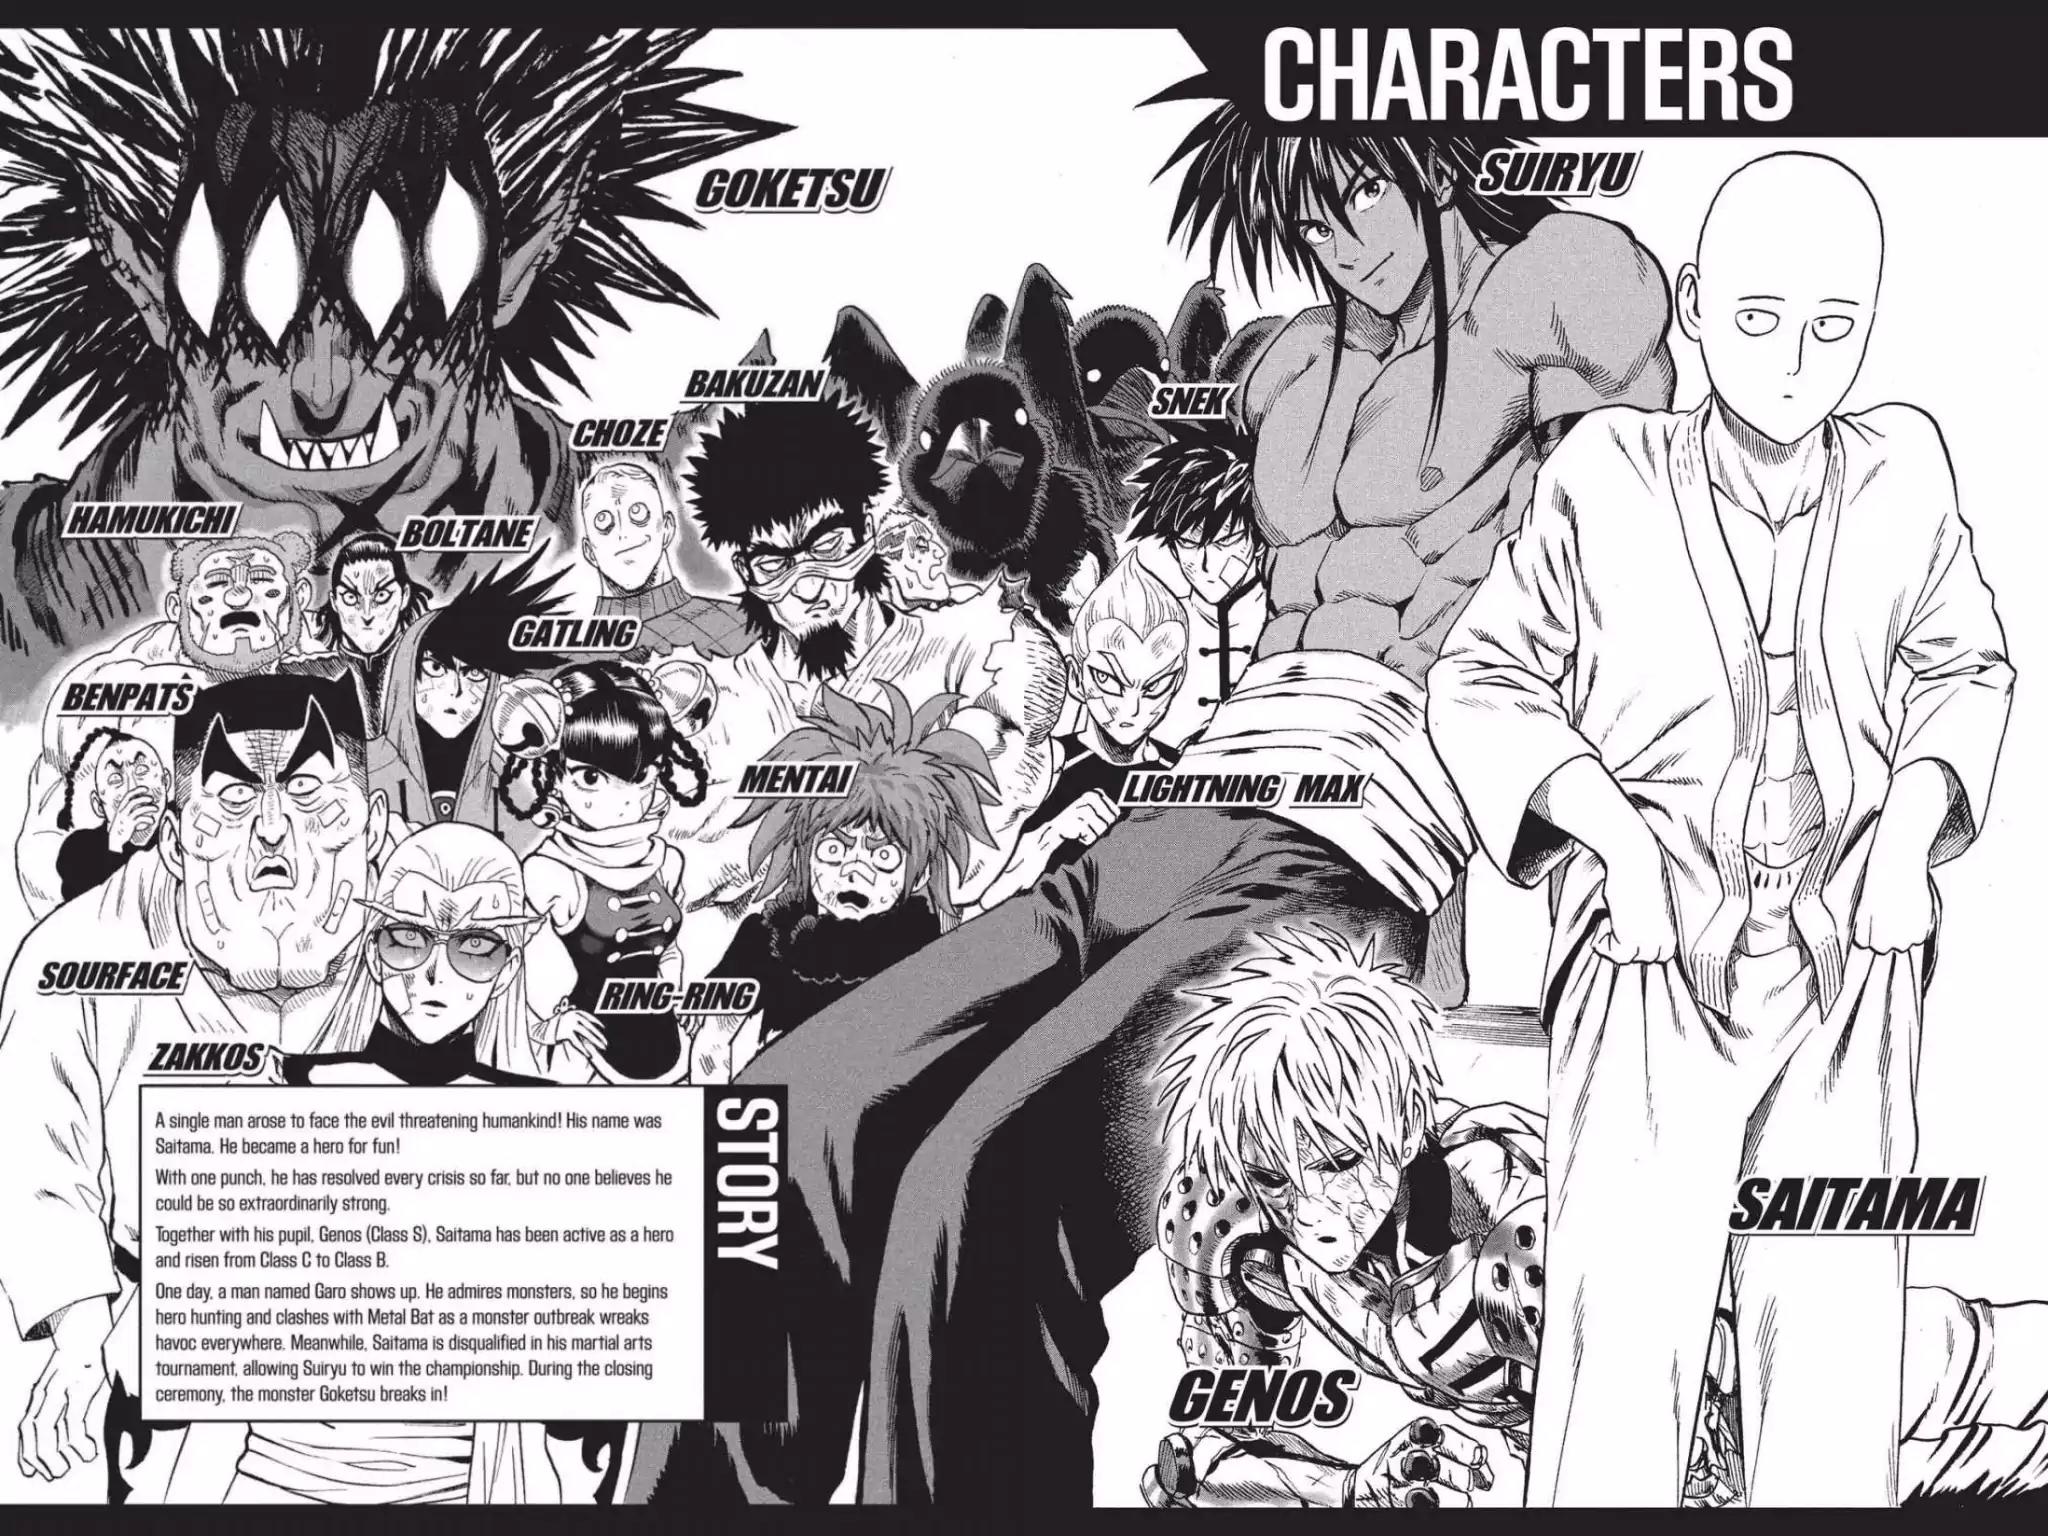 CHARACTERS
GOKETSU
SUIRYU
BAKUZAN
SNEK
CHOZE
HAMUKICHI
BOLTANE
GATLING
BENPATS
MENTAI
LIGHTNING MAX
SOURFACE
RING-RING
ZAKKOS
SAITAMA
GENOS
STORY
A single man arose to face the evil threatening humankind! His name was
Saitama. He became a hero for fun!
With one punch, he has resolved every crisis so far, but no one believes he
could be so extraordinarily strong.
Together with his pupil, Genos (Class S), Saitama has been active as a hero
and risen from Class C to Class B.
One day, a man named Garo shows up. He admires monsters, so he begins
hero hunting and clashes with Metal Bat as a monster outbreak wreaks
havoc everywhere. Meanwhile, Saitama is disqualified in his martial arts
tournament, allowing Suiryu to win the championship. During the closing
ceremony, the monster Goketsu breaks in!